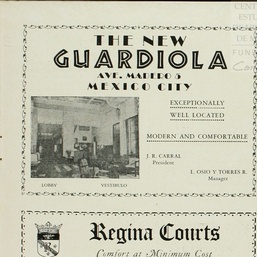 THE NEW
GUARDIOLA
AVE. MADERO 5
MEXICO CITY
EXCEPTIONALLY
WELL LOCATED
MODERN AND COMFORTABLE
J. R. CABRAL
President
L. OSIO Y TORRES R.
Manager
LOBBY VESTIBULO
Regina Courts
Comfort at Minimum Cost